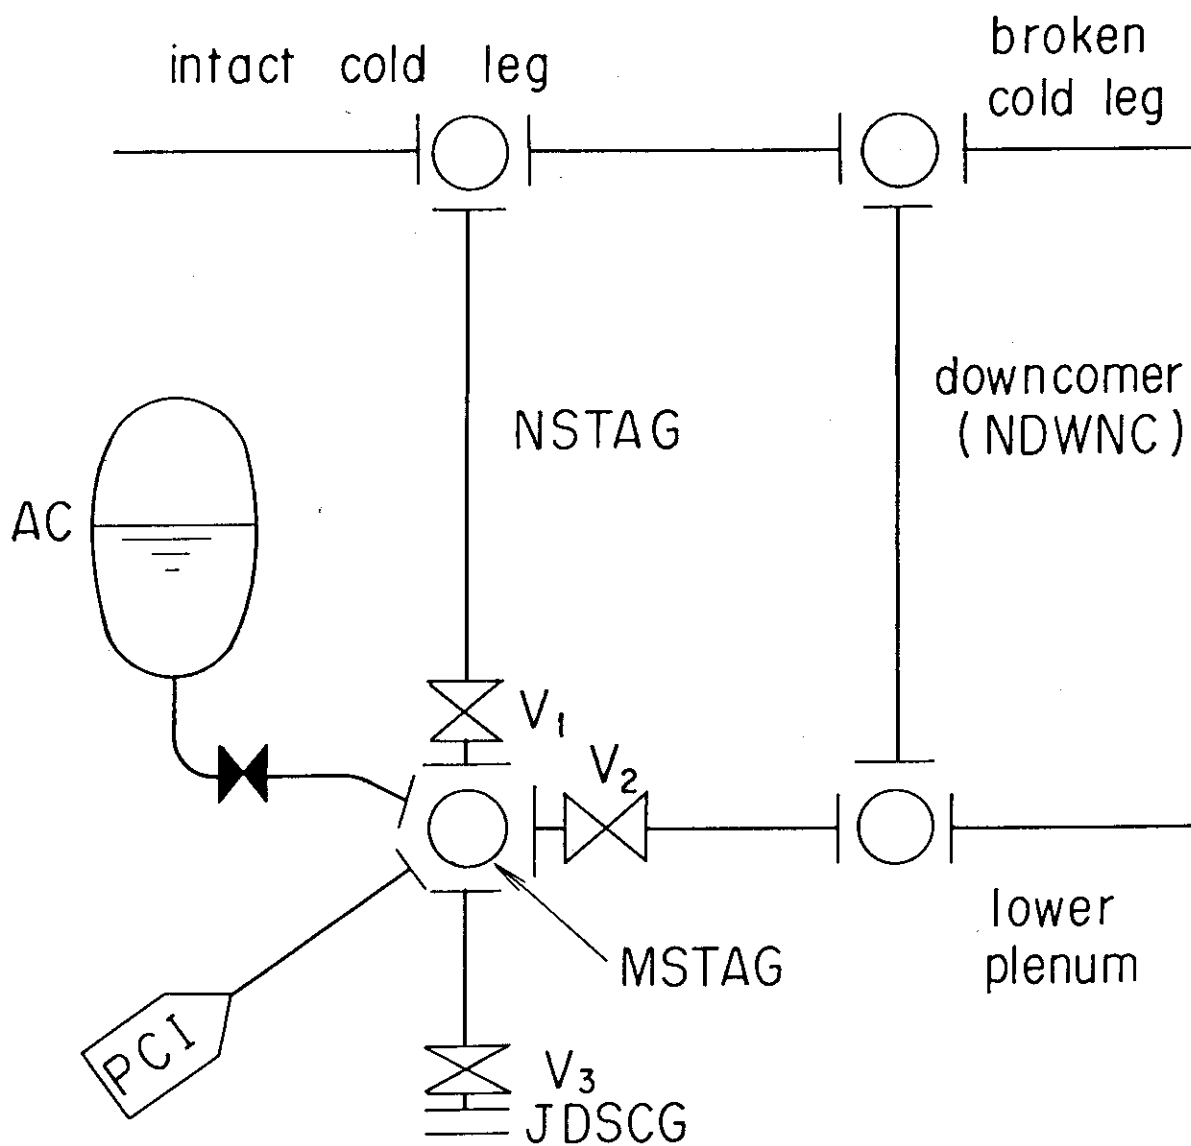 intact cold leg
broken
cold leg
NSTAG
downcomer
(NDWNC)
AC
V₁
V₂
lower
plenum
MSTAG
PCI
V₃
JDSCG